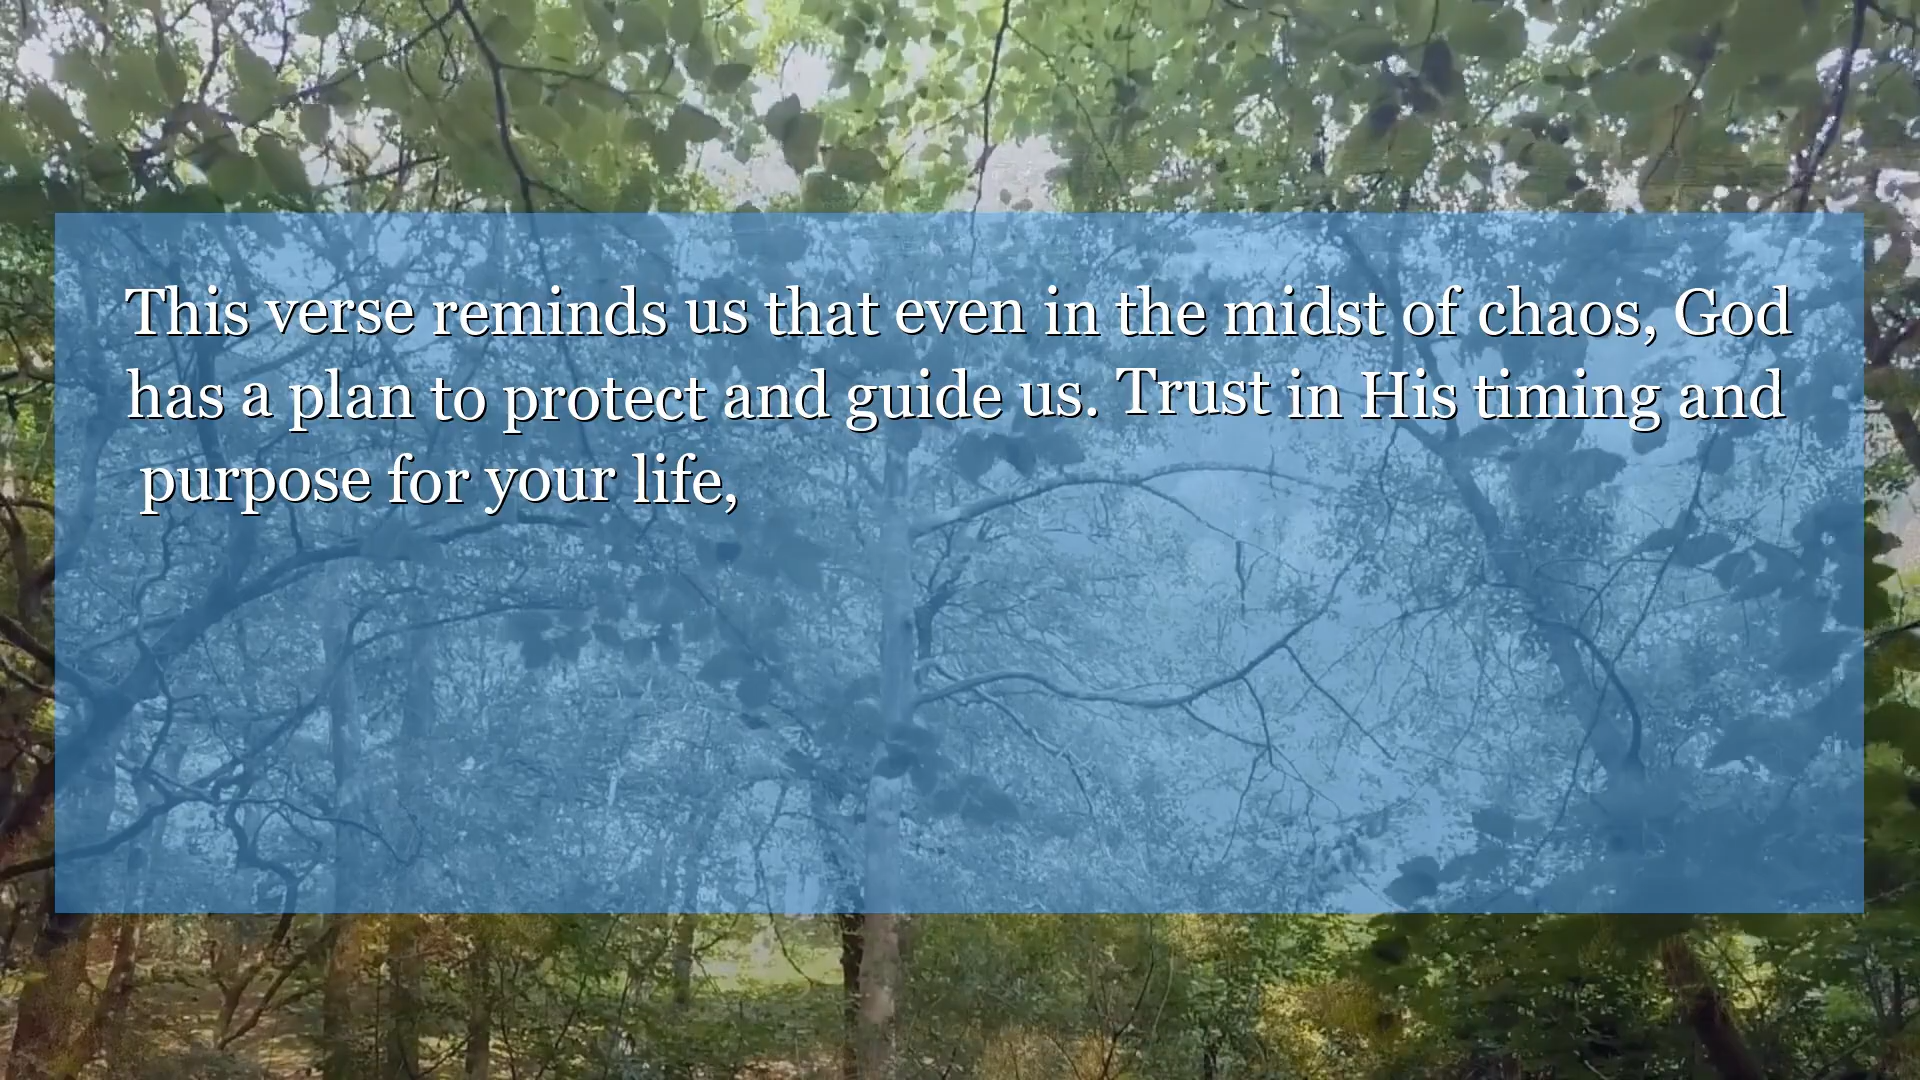 This verse reminds us that even in the midst of chaos, God
has a plan to protect and guide us. Trust in His timing and
purpose for your life,